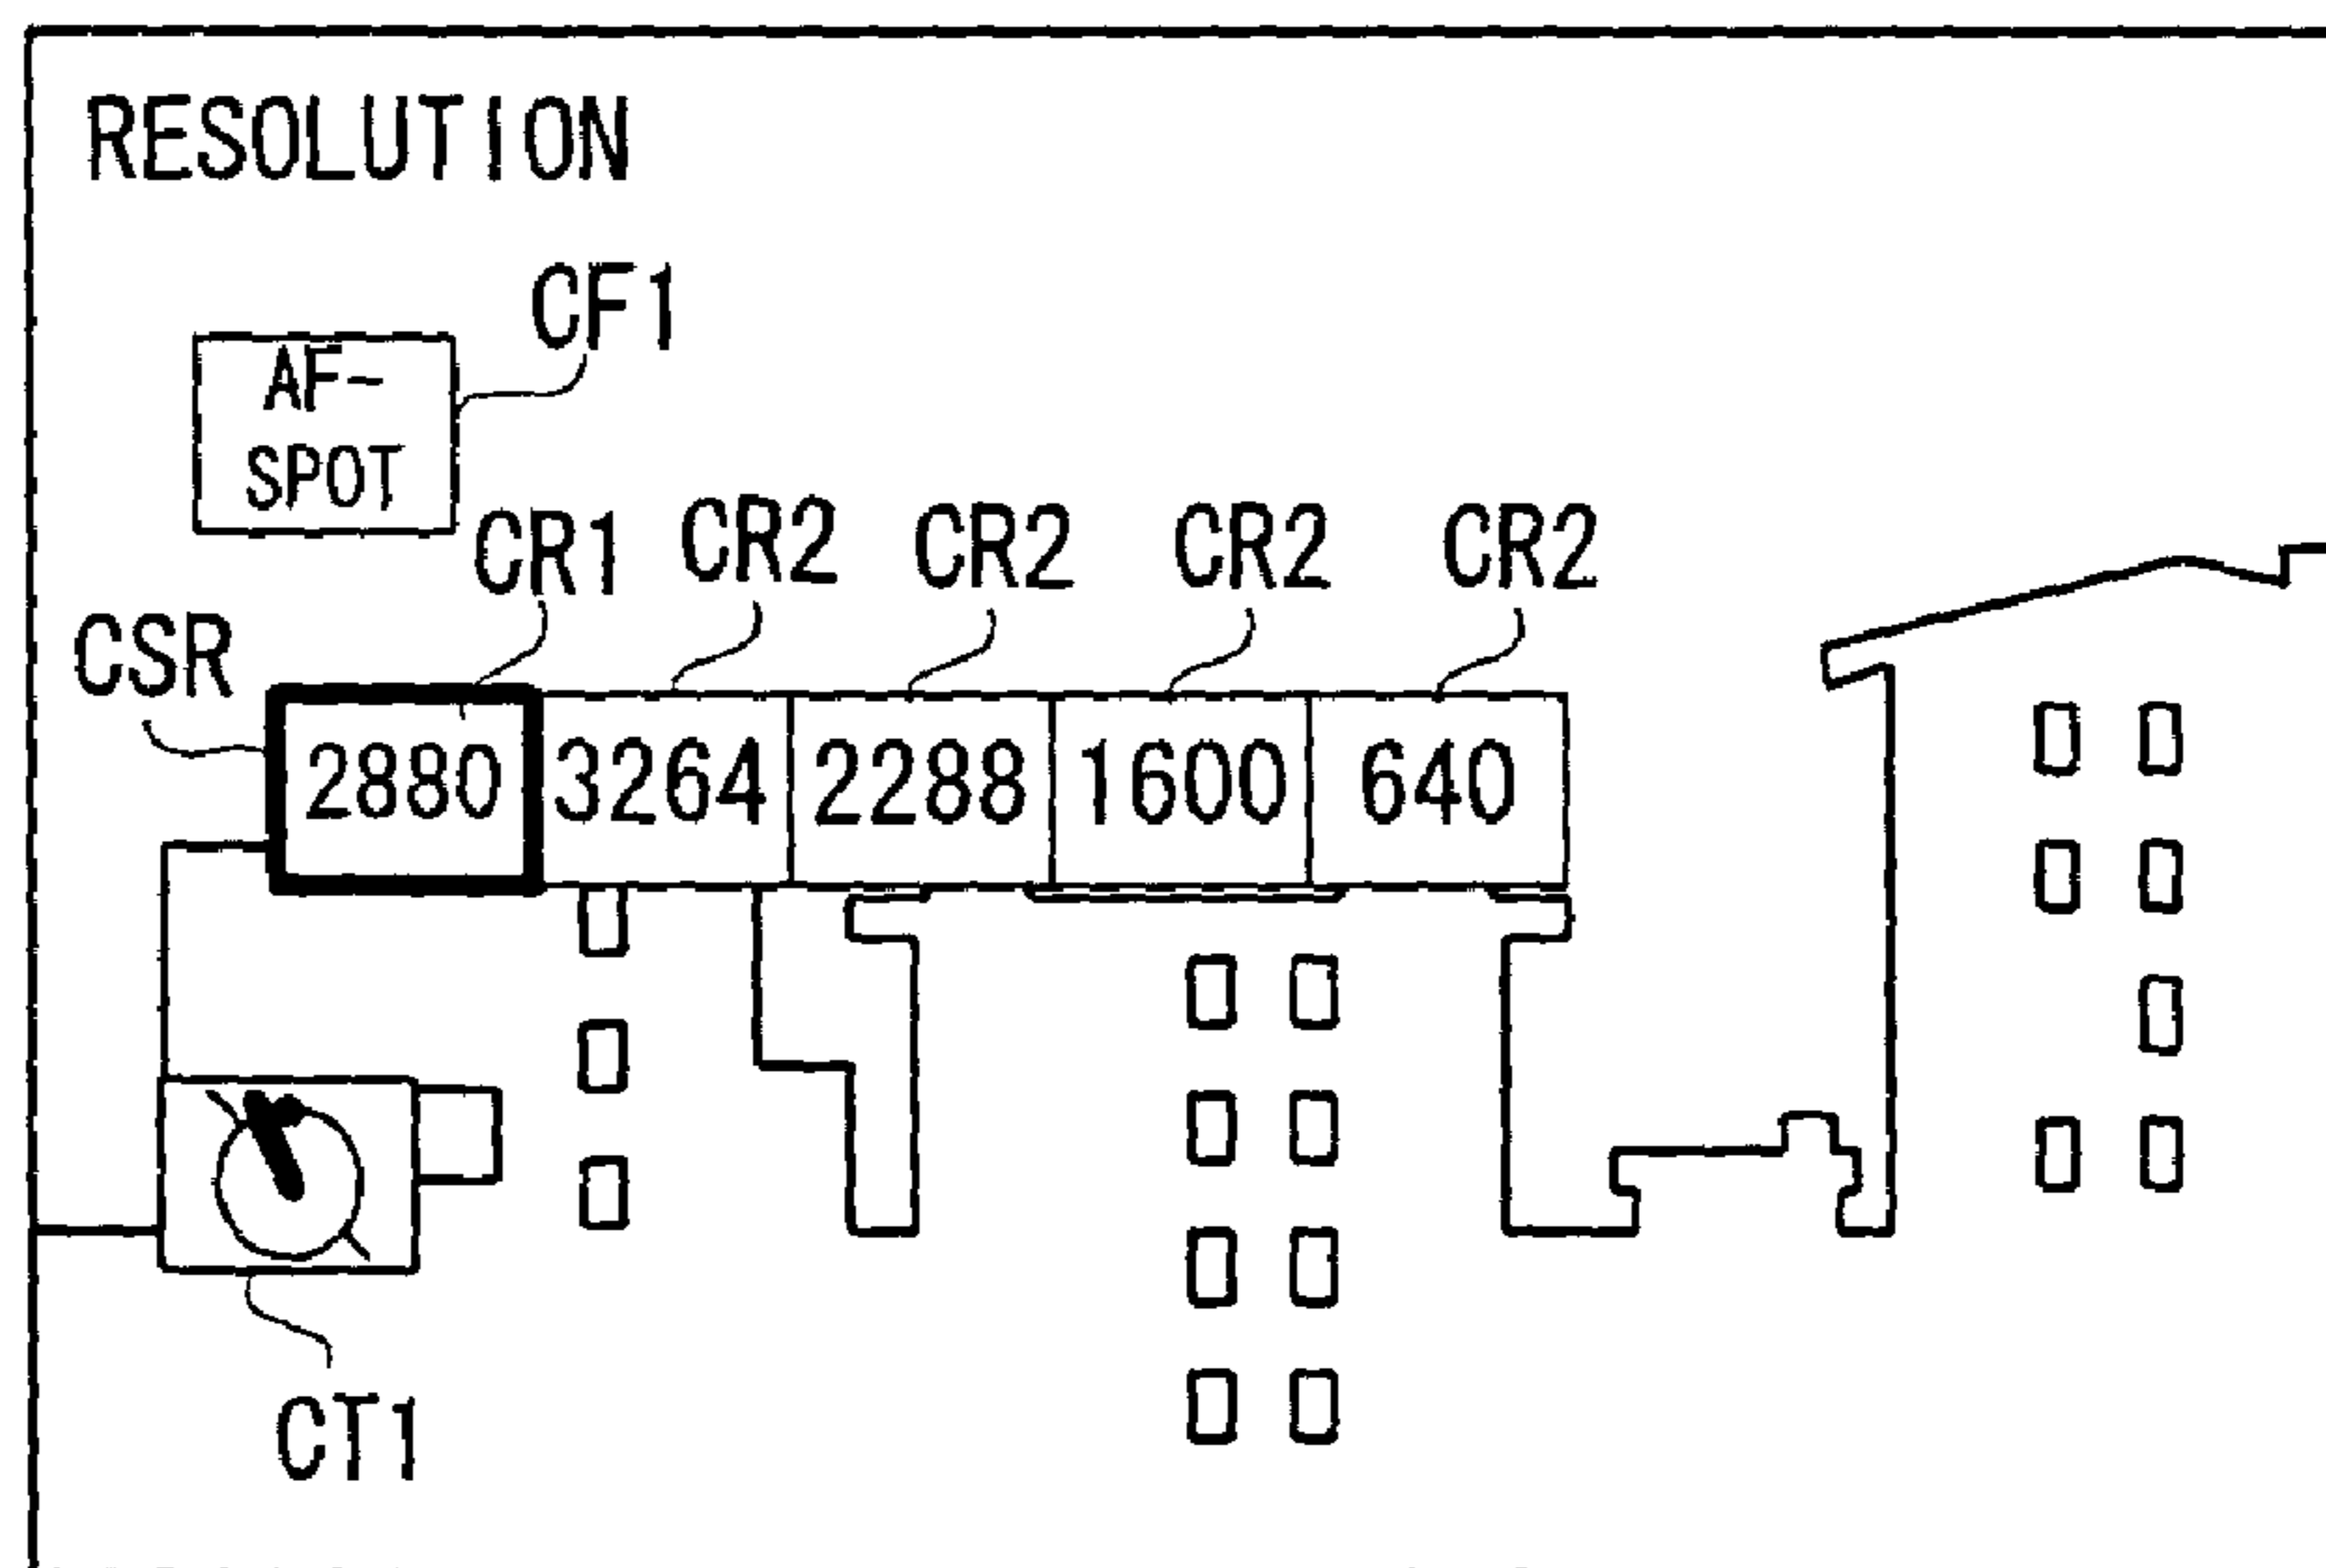 RESOLUTION
CF1
AF-
SPOT
CR1 CR2 CR2 CR2 CR2
CSR
2880 3264 2288 1600 640
CT1